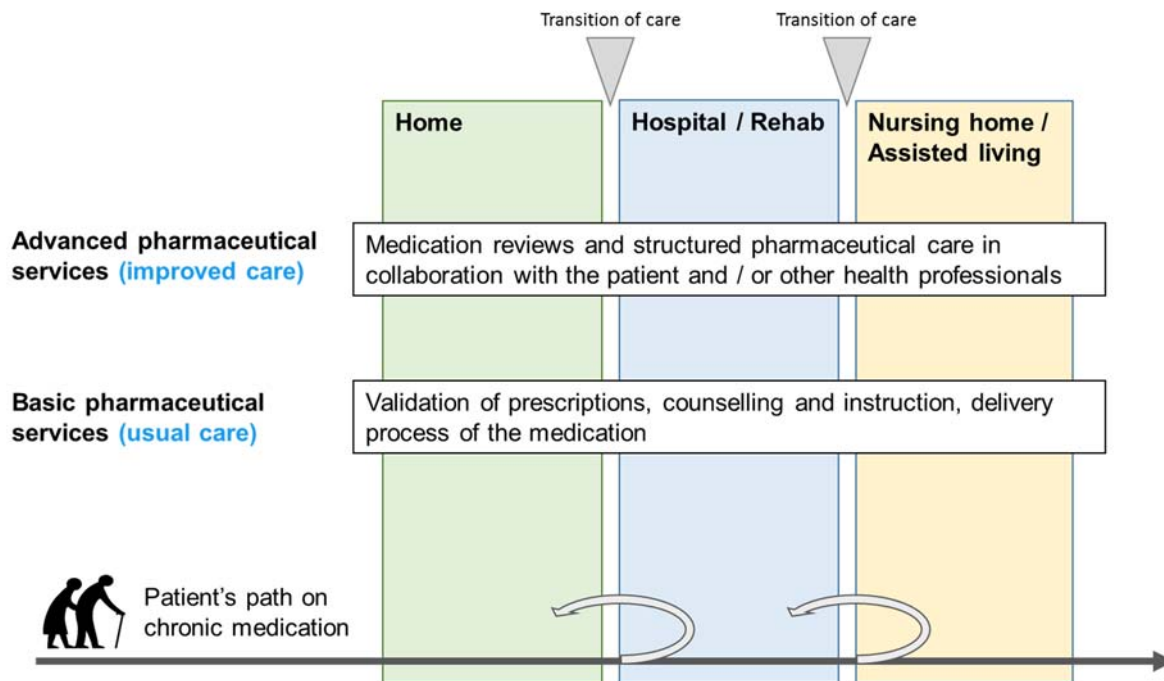 Transition of care
Transition of care
Home
Hospital / Rehab
Nursing home /
Assisted living
Advanced pharmaceutical
services (improved care)
Medication reviews and structured pharmaceutical care in
collaboration with the patient and / or other health professionals
Basic pharmaceutical
services (usual care)
Validation of prescriptions, counselling and instruction, delivery
process of the medication
Patient's path on
chronic medication